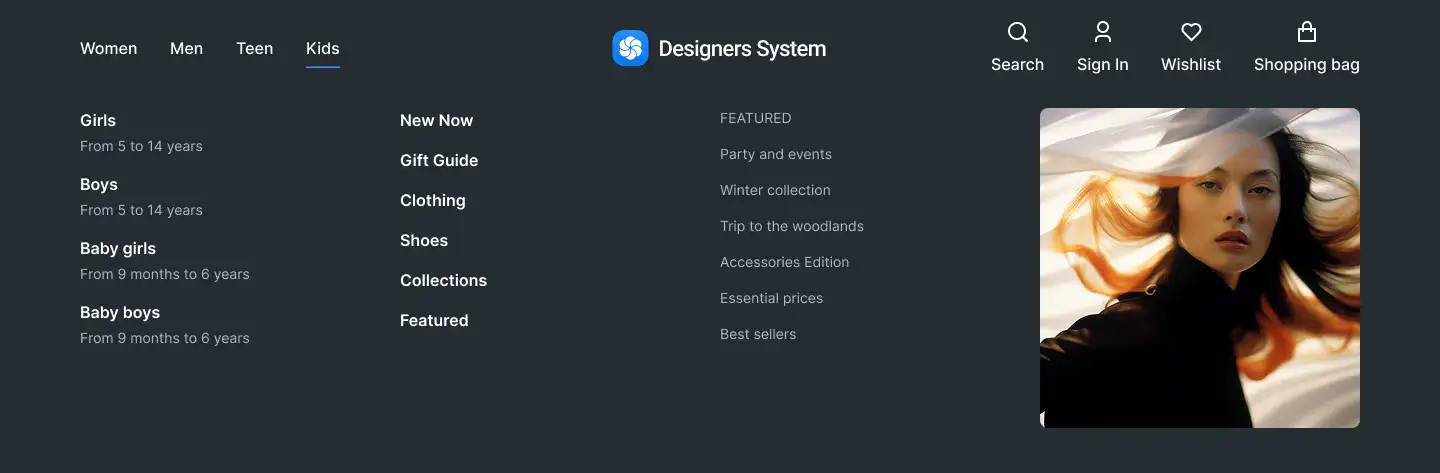 Women
Men
Teen
Kids
Designers System
Search
Sign In
Wishlist
Shopping bag
Girls
From 5 to 14 years
Boys
From 5 to 14 years
Baby girls
From 9 months to 6 years
Baby boys
From 9 months to 6 years
New Now
Gift Guide
Clothing
Shoes
Collections
Featured
FEATURED
Party and events
Winter collection
Trip to the woodlands
Accessories Edition
Essential prices
Best sellers